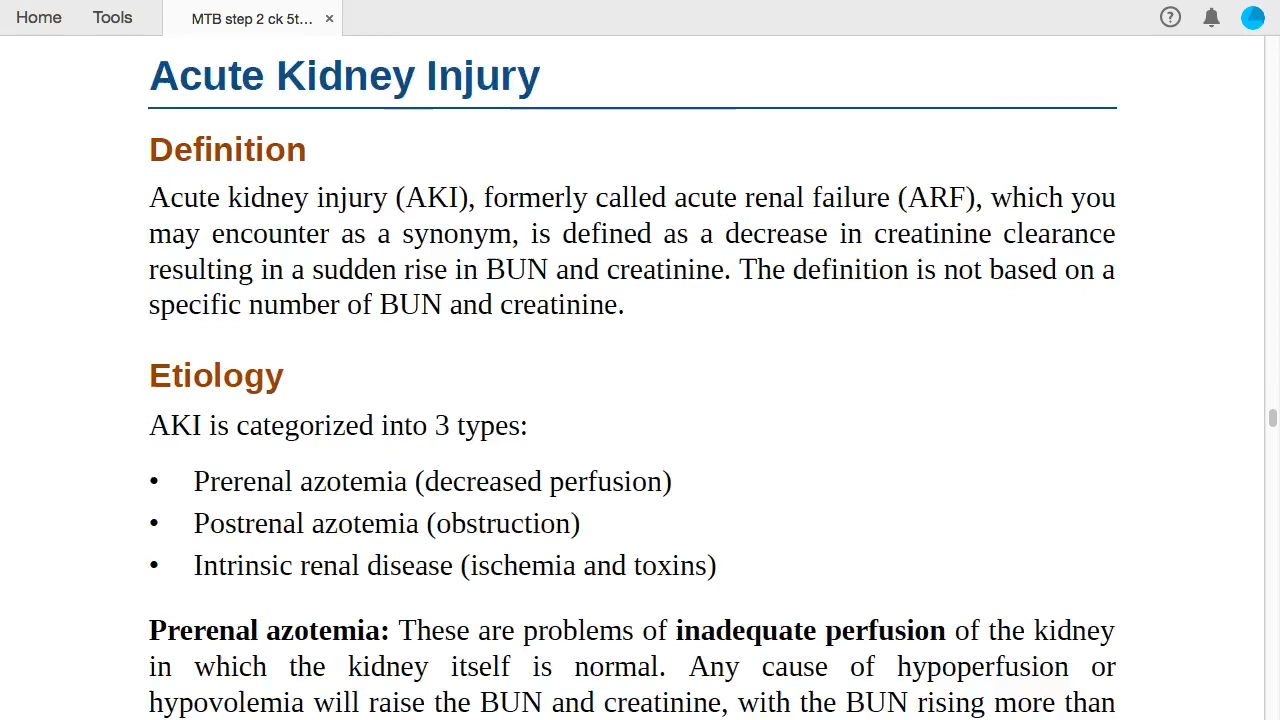 Home Tools MTB step 2 ck 5t... ×
Acute Kidney Injury
Definition
Acute kidney injury (AKI), formerly called acute renal failure (ARF), which you
may encounter as a synonym, is defined as a decrease in creatinine clearance
resulting in a sudden rise in BUN and creatinine. The definition is not based on a
specific number of BUN and creatinine.
Etiology
AKI is categorized into 3 types:
• Prerenal azotemia (decreased perfusion)
• Postrenal azotemia (obstruction)
• Intrinsic renal disease (ischemia and toxins)
Prerenal azotemia: These are problems of inadequate perfusion of the kidney
in which the kidney itself is normal. Any cause of hypoperfusion or
hypovolemia will raise the BUN and creatinine, with the BUN rising more than